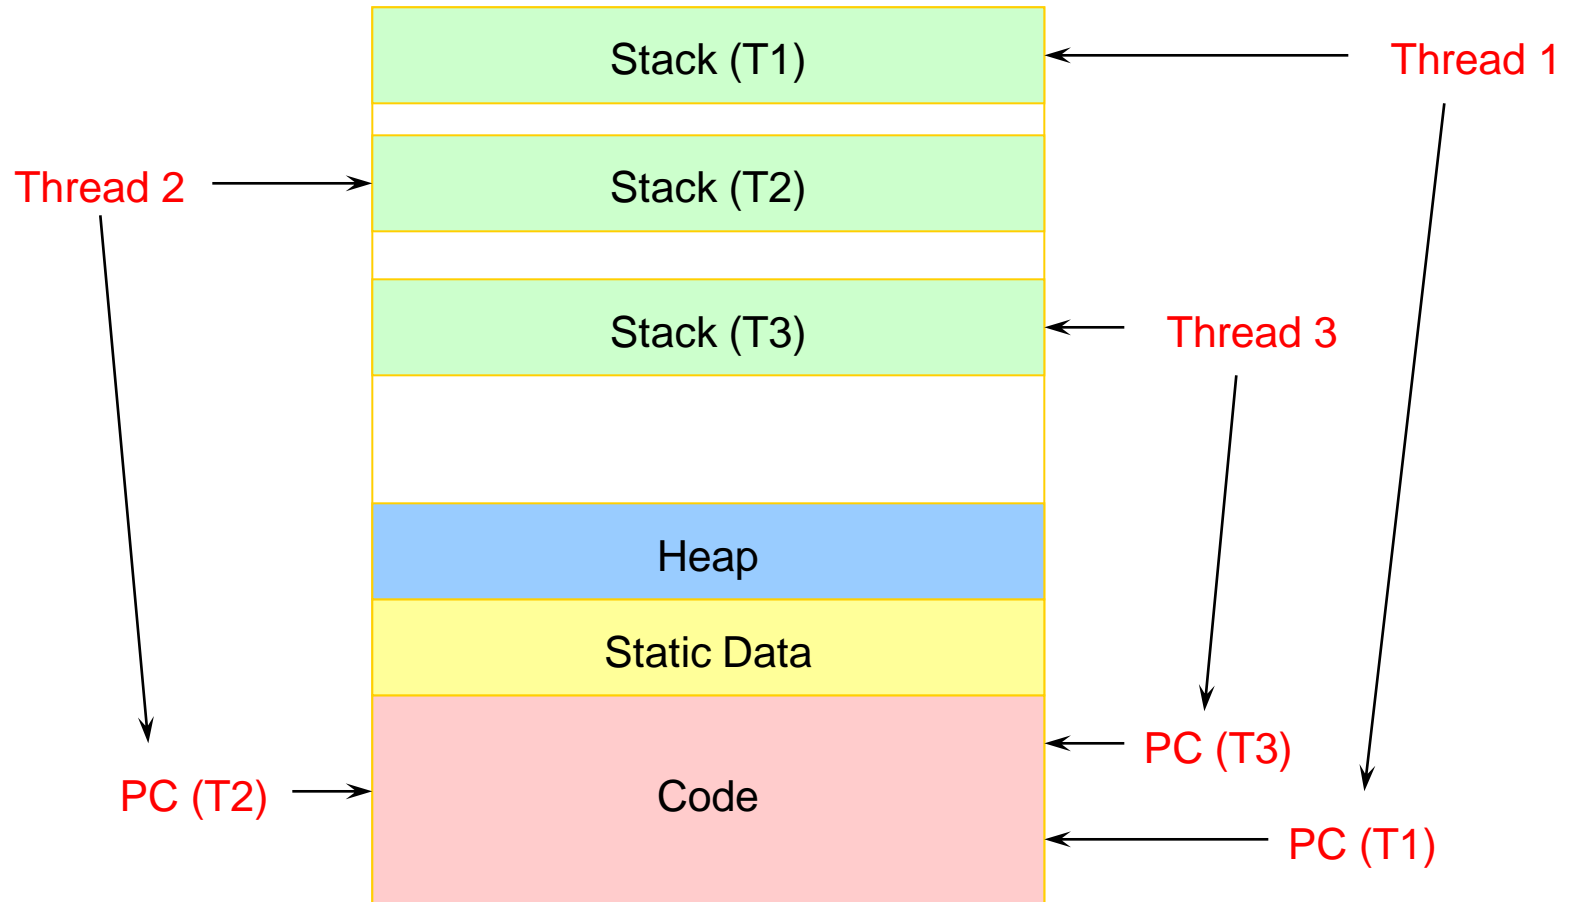 Stack (T1)
Thread 1
Thread 2
Stack (T2)
Stack (T3)
Thread 3
Heap
Static Data
PC (T3)
PC (T2)
Code
PC (T1)